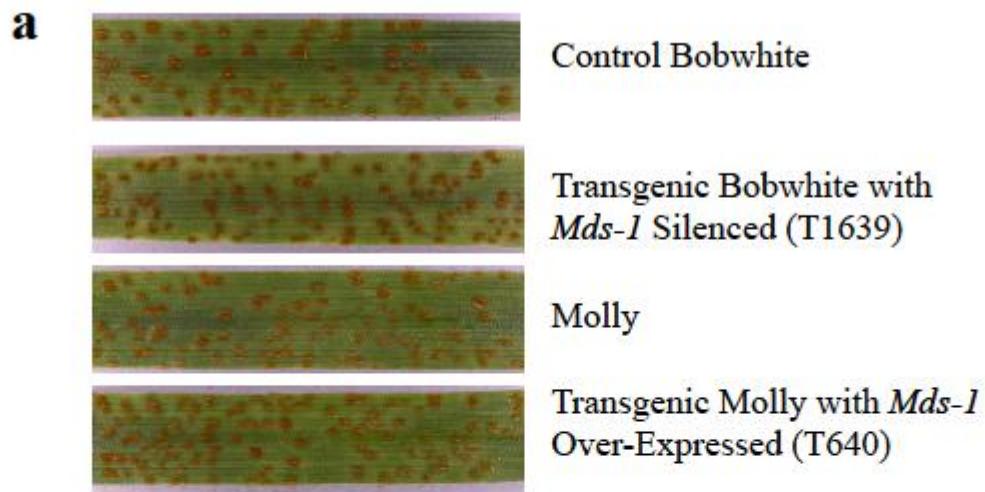 a
Control Bobwhite
Transgenic Bobwhite with
Mds-1 Silenced (T1639)
Molly
Transgenic Molly with Mds-1
Over-Expressed (T640)